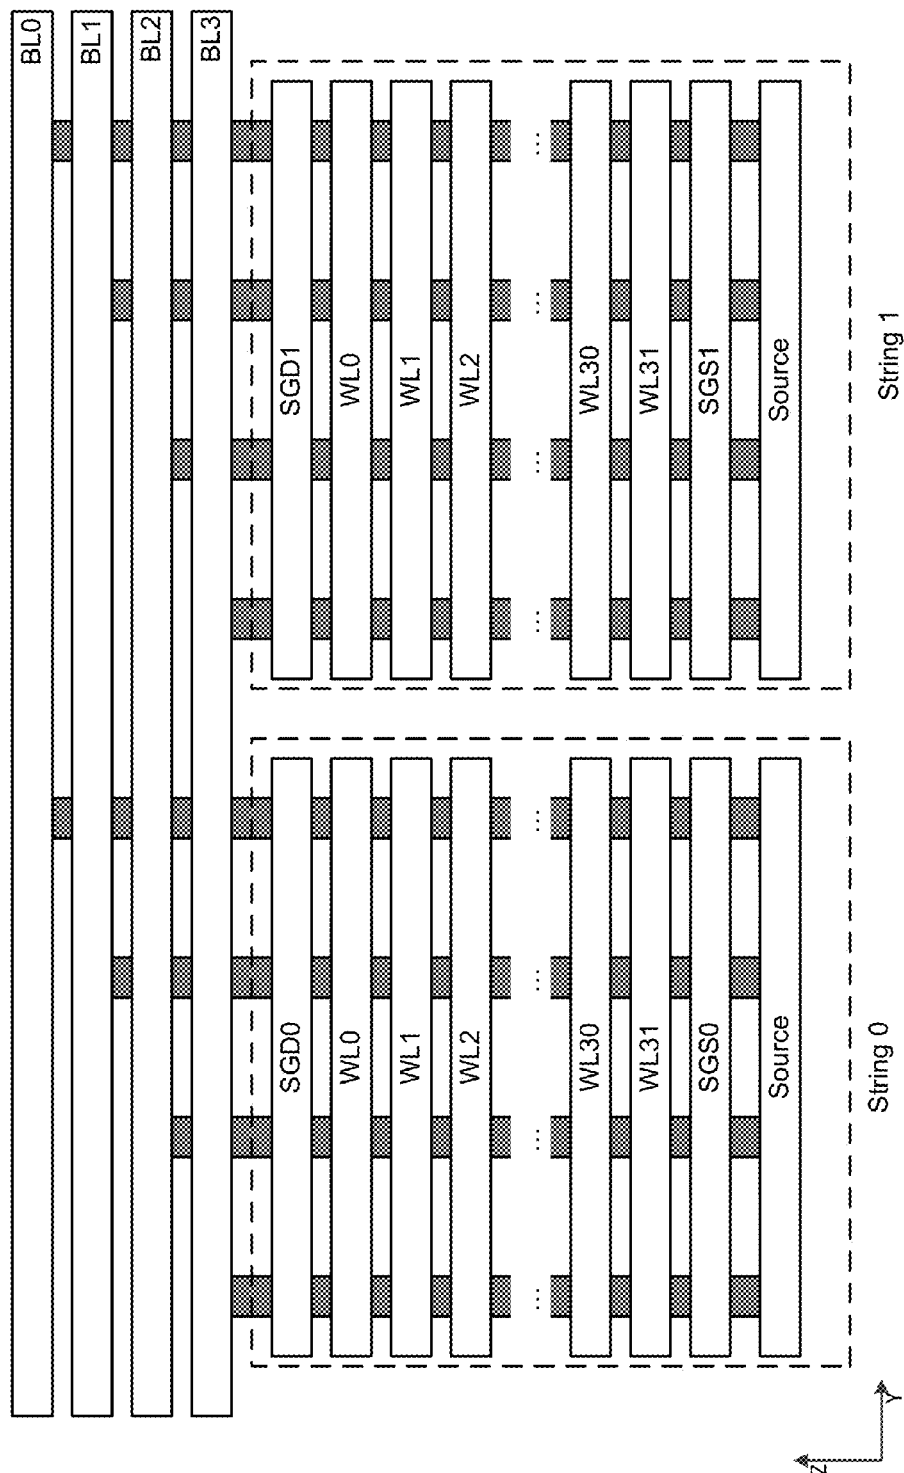 BL0
BL1
BL2
BL3
SGD0
WL0
WL1
WL2
... ... ... ...
WL30
WL31
SGS0
Source
String 0
SGD1
WL0
WL1
WL2
... ... ... ...
WL30
WL31
SGS1
Source
String 1
Z
Y